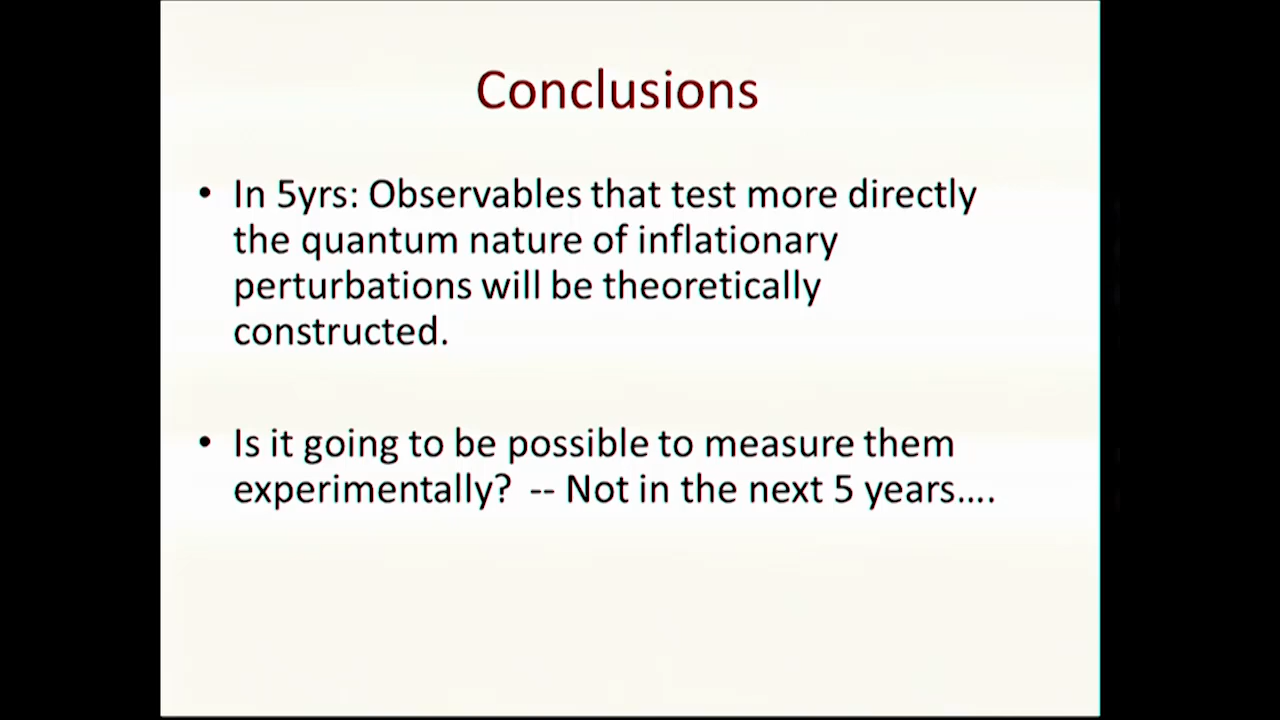 Conclusions
• In 5yrs: Observables that test more directly
the quantum nature of inflationary
perturbations will be theoretically
constructed.
• Is it going to be possible to measure them
experimentally?  -- Not in the next 5 years….